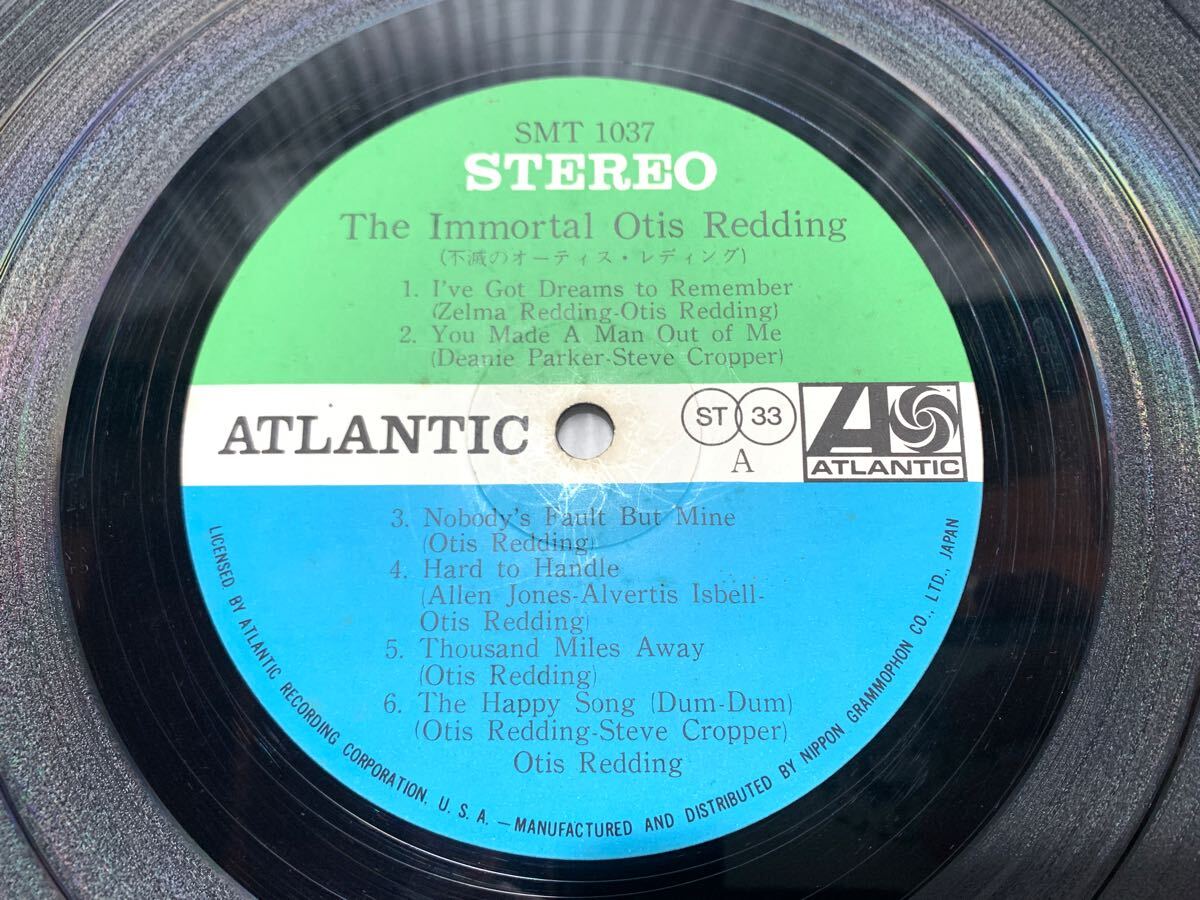 SMT 1037
STEREO
The Immortal Otis Redding
(不滅のオーティス・レディング)
1. I've Got Dreams to Remember
(Zelma Redding-Otis Redding)
2. You Made A Man Out of Me
(Deanie Parker-Steve Cropper)
ATLANTIC
ST 33
A
ATLANTIC
3. Nobody's Fault But Mine
(Otis Redding)
4. Hard to Handle
(Allen Jones-Alvertis Isbell-
Otis Redding)
5. Thousand Miles Away
(Otis Redding)
6. The Happy Song (Dum-Dum)
(Otis Redding-Steve Cropper)
Otis Redding
LICENSED BY ATLANTIC RECORDING CORPORATION, U. S. A. — MANUFACTURED AND DISTRIBUTED BY NIPPON GRAMMOPHON CO., LTD., JAPAN